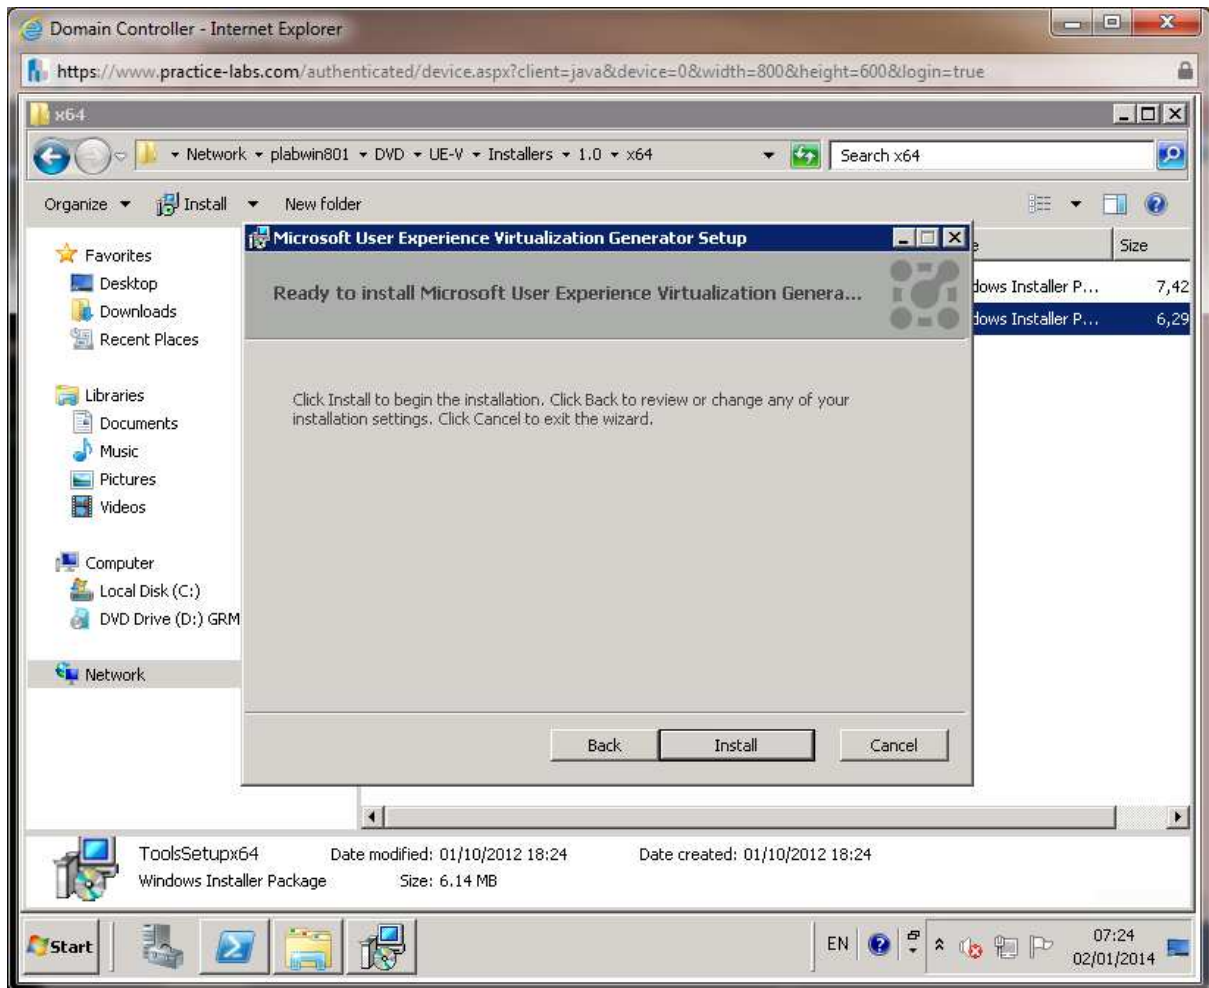 Domain Controller - Internet Explorer
https://www.practice-labs.com/authenticated/device.aspx?client=java&device=0&width=800&height=600&login=true
x64
Network plabwin801 DVD UE-V Installers 1.0 x64
Search x64
Organize Install New folder
Microsoft User Experience Virtualization Generator Setup
Size
Ready to install Microsoft User Experience Virtualization Genera...
Favorites
Desktop
Downloads
Recent Places
dows Installer P... 7,42
dows Installer P... 6,29
Libraries
Documents
Music
Pictures
Videos
Click Install to begin the installation. Click Back to review or change any of your
installation settings. Click Cancel to exit the wizard.
Computer
Local Disk (C:)
DVD Drive (D:) GRM
Network
Back Install Cancel
ToolsSetupx64 Date modified: 01/10/2012 18:24 Date created: 01/10/2012 18:24
Windows Installer Package Size: 6.14 MB
Start
EN
07:24
02/01/2014